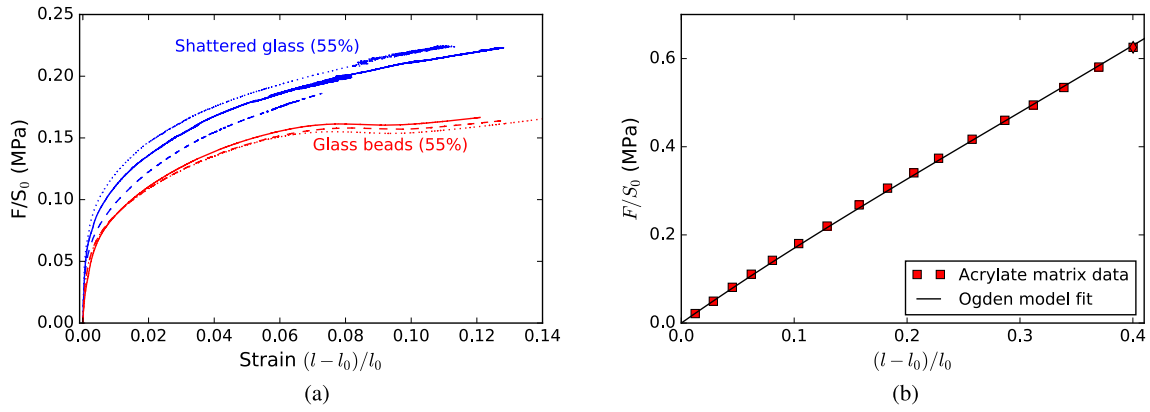 0.25
0.20
0.15
0.10
0.05
0.00
F/S₀ (MPa)
Shattered glass (55%)
Glass beads (55%)
0.00 0.02 0.04 0.06 0.08 0.10 0.12 0.14
Strain (l − l₀)/l₀
(a)
0.6
0.4
0.2
0.0
F/S₀ (MPa)
Acrylate matrix data
Ogden model fit
0.0 0.1 0.2 0.3 0.4
(l − l₀)/l₀
(b)